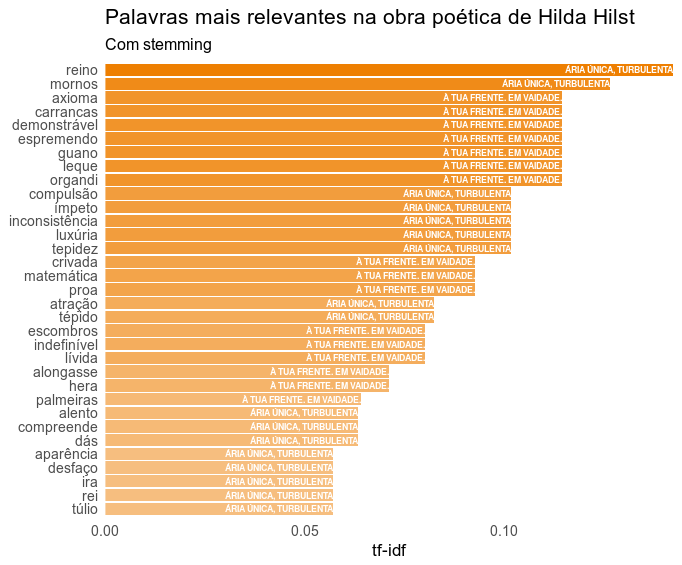 Palavras mais relevantes na obra poética de Hilda Hilst
Com stemming
reino ÁRIA ÚNICA, TURBULENTA
mornos ÁRIA ÚNICA, TURBULENTA
axioma À TUA FRENTE. EM VAIDADE.
carrancas À TUA FRENTE. EM VAIDADE.
demonstrável À TUA FRENTE. EM VAIDADE.
espremendo À TUA FRENTE. EM VAIDADE.
guano À TUA FRENTE. EM VAIDADE.
leque À TUA FRENTE. EM VAIDADE.
organdi À TUA FRENTE. EM VAIDADE.
compulsão ÁRIA ÚNICA, TURBULENTA
ímpeto ÁRIA ÚNICA, TURBULENTA
inconsistência ÁRIA ÚNICA, TURBULENTA
luxúria ÁRIA ÚNICA, TURBULENTA
tepidez ÁRIA ÚNICA, TURBULENTA
crivada À TUA FRENTE. EM VAIDADE.
matemática À TUA FRENTE. EM VAIDADE.
proa À TUA FRENTE. EM VAIDADE.
atração ÁRIA ÚNICA, TURBULENTA
tépido ÁRIA ÚNICA, TURBULENTA
escombros À TUA FRENTE. EM VAIDADE.
indefinível À TUA FRENTE. EM VAIDADE.
lívida À TUA FRENTE. EM VAIDADE.
alongasse À TUA FRENTE. EM VAIDADE.
hera À TUA FRENTE. EM VAIDADE.
palmeiras À TUA FRENTE. EM VAIDADE.
alento ÁRIA ÚNICA, TURBULENTA
compreende ÁRIA ÚNICA, TURBULENTA
dás ÁRIA ÚNICA, TURBULENTA
aparência ÁRIA ÚNICA, TURBULENTA
desfaço ÁRIA ÚNICA, TURBULENTA
ira ÁRIA ÚNICA, TURBULENTA
rei ÁRIA ÚNICA, TURBULENTA
túlio ÁRIA ÚNICA, TURBULENTA
0.00 0.05 0.10
tf-idf